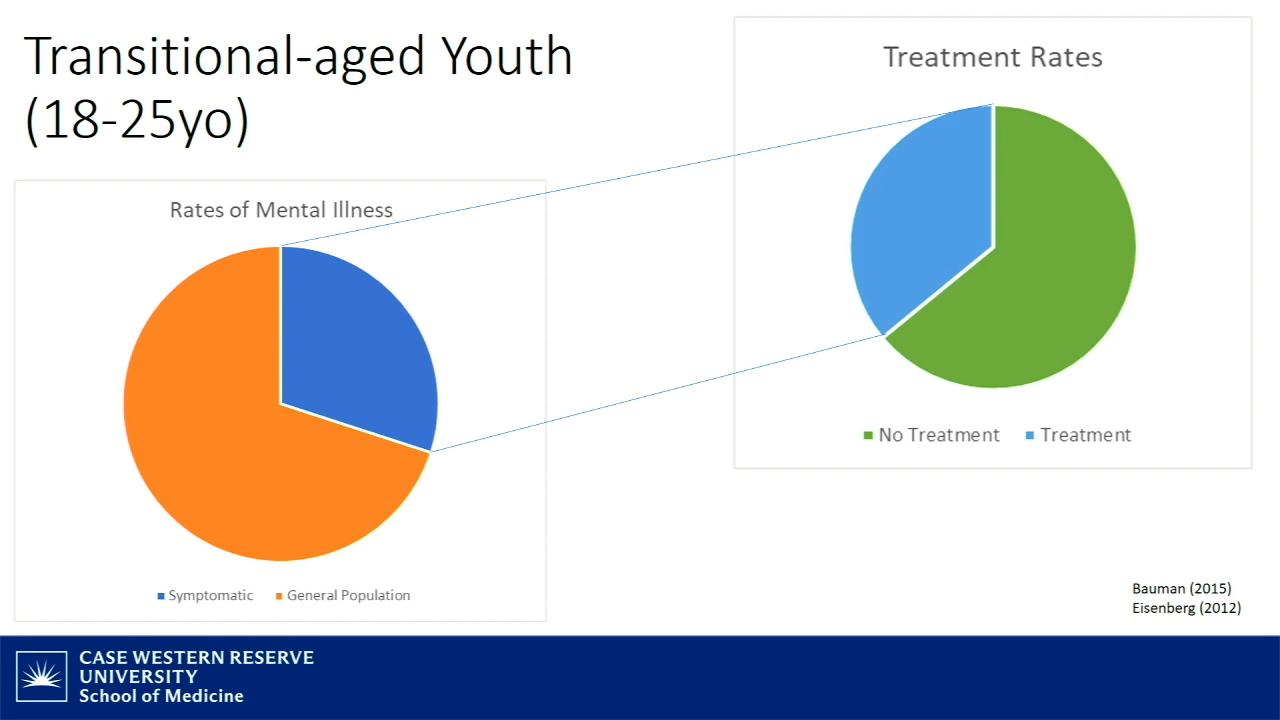 Transitional-aged Youth
(18-25yo)
Treatment Rates
No Treatment Treatment
Rates of Mental Illness
Symptomatic General Population
Bauman (2015)
Eisenberg (2012)
CASE WESTERN RESERVE
UNIVERSITY
School of Medicine